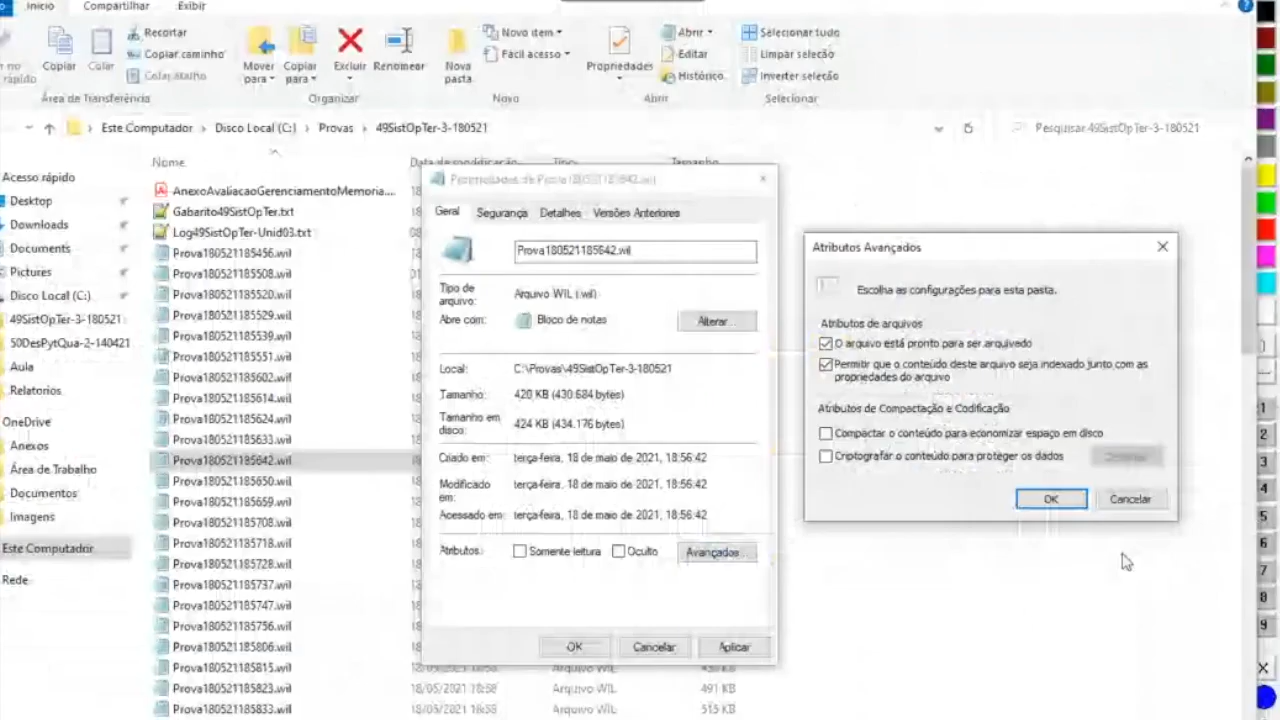 Início Compartilhar Exibir
Recortar
Copiar caminho
Colar atalho
Copiar Colar
Área de Transferência
Mover para
Copiar para
Excluir Renomear
Organizar
Novo item
Fácil acesso
Nova pasta
Novo
Propriedades
Abrir
Editar
Histórico
Abrir
Selecionar tudo
Limpar seleção
Inverter seleção
Selecionar
Este Computador Disco Local (C:) Provas 49SistOpTer-3-180521
Pesquisar 49SistOpTer-3-180521
Nome Data de modificação Tipo Tamanho
Acesso rápido
Desktop
Downloads
Documents
Pictures
Disco Local (C:)
49SistOpTer-3-180521
50DesPytQua-2-140421
Aula
Relatorios
OneDrive
Anexos
Área de Trabalho
Documentos
Imagens
Este Computador
Rede
AnexoAvaliacaoGerenciamentoMemoria...
Gabarito49SistOpTer.txt
Log49SistOpTer-Unid03.txt
Prova180521185456.wil
Prova180521185508.wil
Prova180521185520.wil
Prova180521185529.wil
Prova180521185539.wil
Prova180521185551.wil
Prova180521185602.wil
Prova180521185614.wil
Prova180521185624.wil
Prova180521185633.wil
Prova180521185642.wil
Prova180521185650.wil
Prova180521185659.wil
Prova180521185708.wil
Prova180521185718.wil
Prova180521185728.wil
Prova180521185737.wil
Prova180521185747.wil
Prova180521185756.wil
Prova180521185806.wil
Prova180521185815.wil
Prova180521185823.wil 18/05/2021 18:58 Arquivo WIL 491 KB
Prova180521185833.wil 18/05/2021 18:58 Arquivo WIL 515 KB
Propriedades de Prova180521185642.wil
Geral Segurança Detalhes Versões Anteriores
Prova180521185642.wil
Tipo de arquivo: Arquivo WIL (.wil)
Abre com: Bloco de notas Alterar...
Local: C:\Provas\49SistOpTer-3-180521
Tamanho: 420 KB (430.684 bytes)
Tamanho em disco: 424 KB (434.176 bytes)
Criado em: terça-feira, 18 de maio de 2021, 18:56:42
Modificado em: terça-feira, 18 de maio de 2021, 18:56:42
Acessado em: terça-feira, 18 de maio de 2021, 18:56:42
Atributos: Somente leitura Oculto Avançados...
OK Cancelar Aplicar
Atributos Avançados
Escolha as configurações para esta pasta.
Atributos de arquivos
O arquivo está pronto para ser arquivado
Permitir que o conteúdo deste arquivo seja indexado junto com as
propriedades do arquivo
Atributos de Compactação e Codificação
Compactar o conteúdo para economizar espaço em disco
Criptografar o conteúdo para proteger os dados
OK Cancelar
1
2
3
4
5
6
7
8
9
X